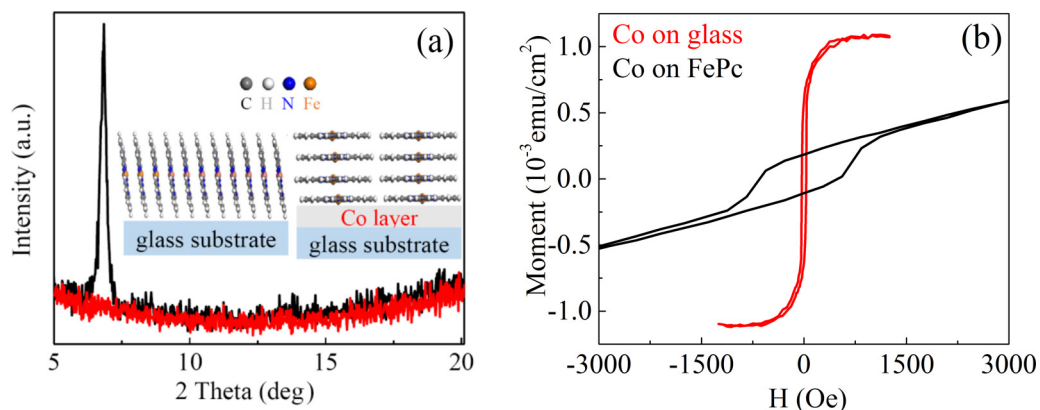 (a)
C H N Fe
glass substrate
Co layer
glass substrate
Intensity (a.u.)
5 10 15 20
2 Theta (deg)
(b)
Co on glass
Co on FePc
Moment (10⁻³emu/cm²)
1.0
0.5
0.0
-0.5
-1.0
-3000 -1500 0 1500 3000
H (Oe)